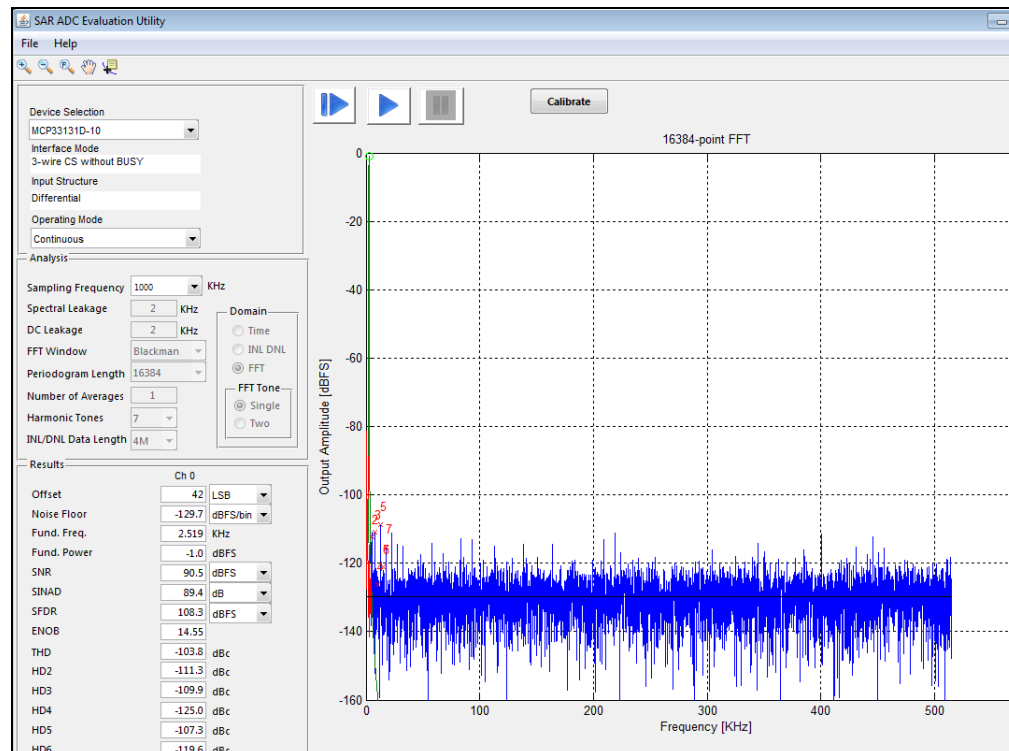 SAR ADC Evaluation Utility
File Help
Calibrate
Device Selection
MCP33131D-10
Interface Mode
3-wire CS without BUSY
Input Structure
Differential
Operating Mode
Continuous
Analysis
Sampling Frequency 1000 KHz
Spectral Leakage 2 KHz
DC Leakage 2 KHz
FFT Window Blackman
Periodogram Length 16384
Number of Averages 1
Harmonic Tones 7
INL/DNL Data Length 4M
Domain
Time
INL DNL
FFT
FFT Tone
Single
Two
Results
Ch 0
Offset 42 LSB
Noise Floor -129.7 dBFS/bin
Fund. Freq. 2.519 KHz
Fund. Power -1.0 dBFS
SNR 90.5 dBFS
SINAD 89.4 dB
SFDR 108.3 dBFS
ENOB 14.55
THD -103.8 dBc
HD2 -111.3 dBc
HD3 -109.9 dBc
HD4 -125.0 dBc
HD5 -107.3 dBc
HD6 -119.6 dBc
16384-point FFT
Output Amplitude [dBFS]
0
-20
-40
-60
-80
-100
-120
-140
-160
5
3
2
7
0 100 200 300 400 500
Frequency [KHz]